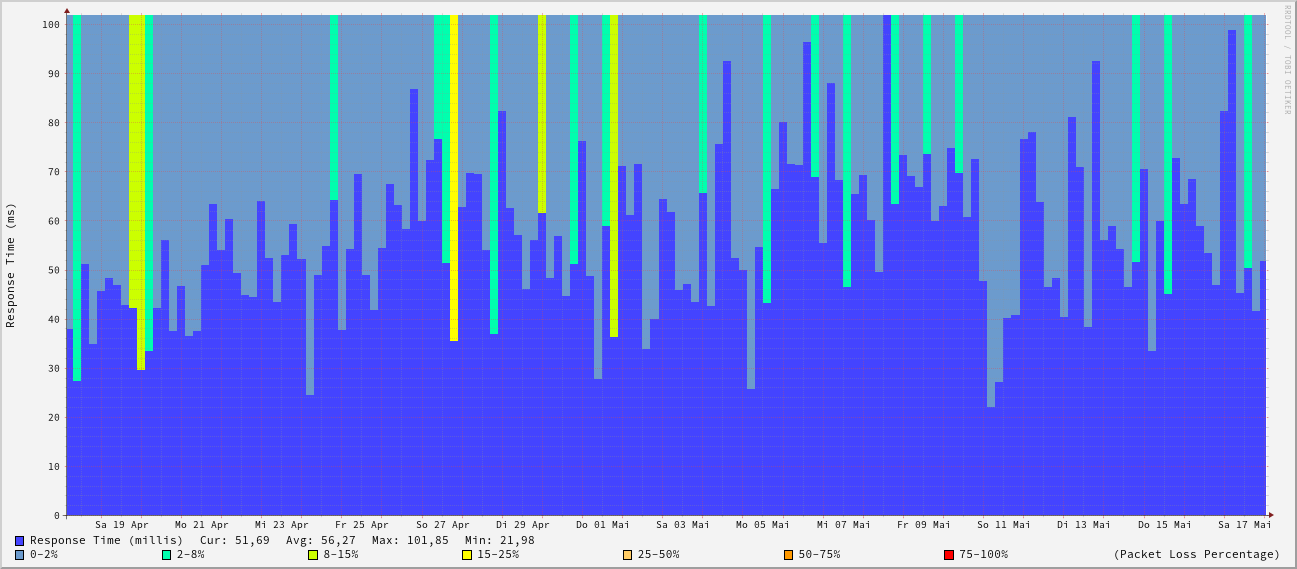 RRDTOOL / TOBI OETIKER
Response Time (ms)
100
90
80
70
60
50
40
30
20
10
0
Sa 19 Apr Mo 21 Apr Mi 23 Apr Fr 25 Apr So 27 Apr Di 29 Apr Do 01 Mai Sa 03 Mai Mo 05 Mai Mi 07 Mai Fr 09 Mai So 11 Mai Di 13 Mai Do 15 Mai Sa 17 Mai
Response Time (millis) Cur: 51,69 Avg: 56,27 Max: 101,85 Min: 21,98
0-2% 2-8% 8-15% 15-25% 25-50% 50-75% 75-100% (Packet Loss Percentage)